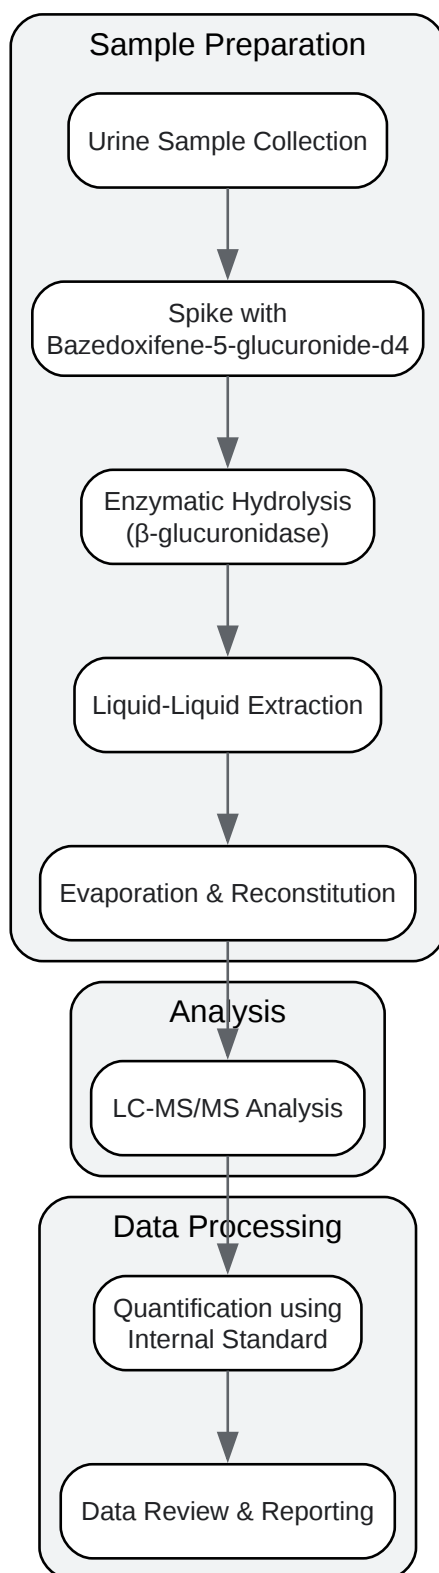 Sample Preparation
Urine Sample Collection
Spike with
Bazedoxifene-5-glucuronide-d4
Enzymatic Hydrolysis
(β-glucuronidase)
Liquid-Liquid Extraction
Evaporation & Reconstitution
Analysis
LC-MS/MS Analysis
Data Processing
Quantification using
Internal Standard
Data Review & Reporting